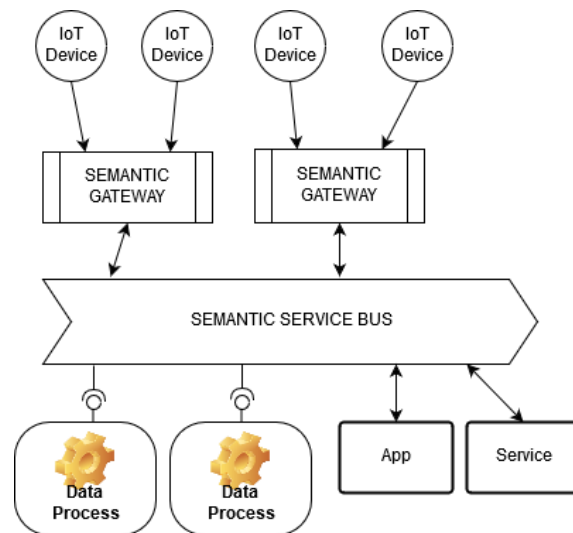 IoT
Device
IoT
Device
IoT
Device
IoT
Device
SEMANTIC
GATEWAY
SEMANTIC
GATEWAY
SEMANTIC SERVICE BUS
Data
Process
Data
Process
App
Service